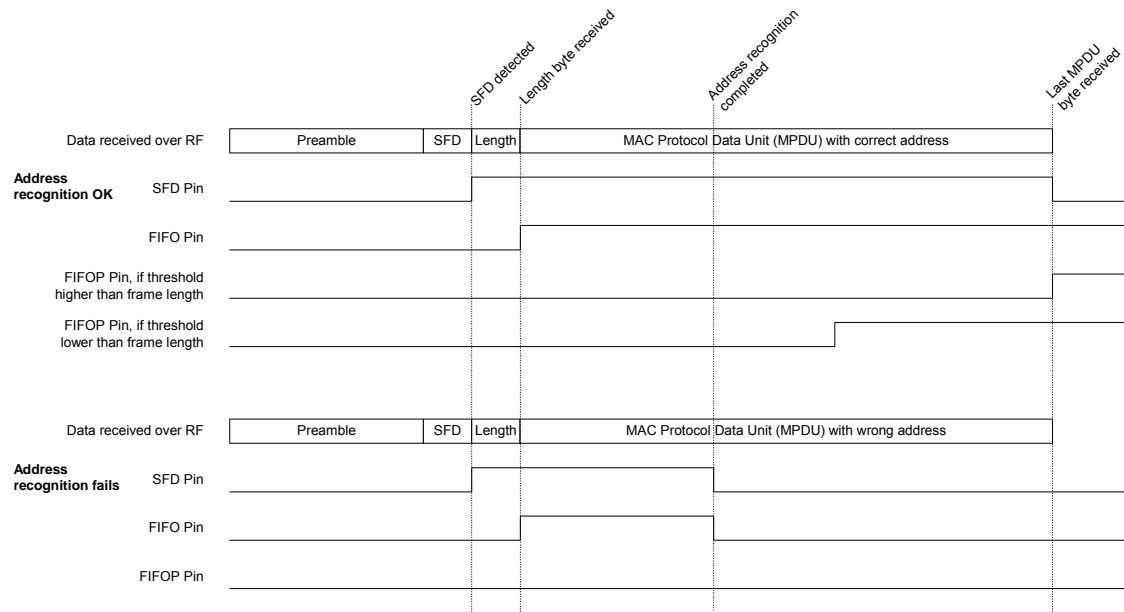 SFD detected
Length byte received
Address recognition
completed
Last MPDU
byte received
Data received over RF
Preamble
SFD
Length
MAC Protocol Data Unit (MPDU) with correct address
Address
recognition OK
SFD Pin
FIFO Pin
FIFOP Pin, if threshold
higher than frame length
FIFOP Pin, if threshold
lower than frame length
Data received over RF
Preamble
SFD
Length
MAC Protocol Data Unit (MPDU) with wrong address
Address
recognition fails
SFD Pin
FIFO Pin
FIFOP Pin